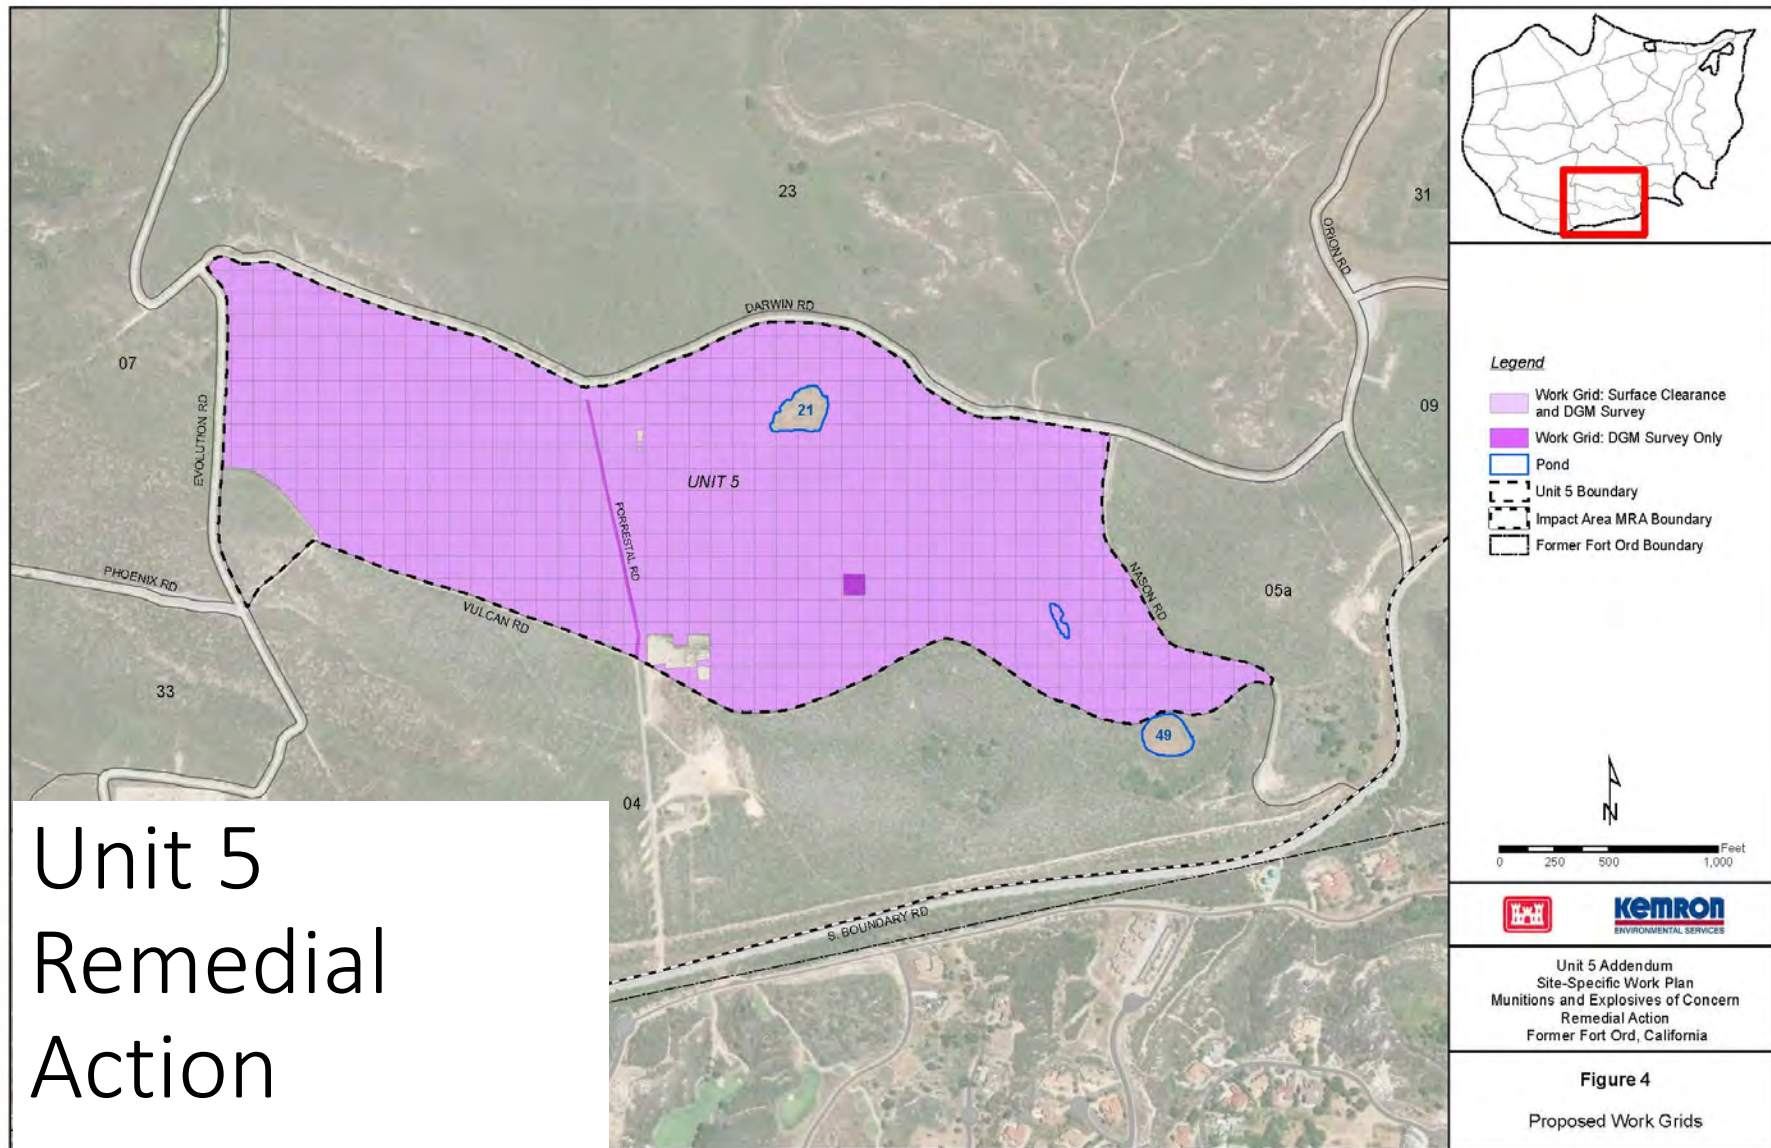 23
31
ORION RD
DARWIN RD
07
09
EVOLUTION RD
21
UNIT 5
FORRESTAL RD
NASON RD
05a
PHOENIX RD
VULCAN RD
33
49
04
S. BOUNDARY RD
Unit 5
Remedial
Action
Legend
Work Grid: Surface Clearance
and DGM Survey
Work Grid: DGM Survey Only
Pond
Unit 5 Boundary
Impact Area MRA Boundary
Former Fort Ord Boundary
N
Feet
0 250 500 1,000
KEMRON
ENVIRONMENTAL SERVICES
Unit 5 Addendum
Site-Specific Work Plan
Munitions and Explosives of Concern
Remedial Action
Former Fort Ord, California
Figure 4
Proposed Work Grids